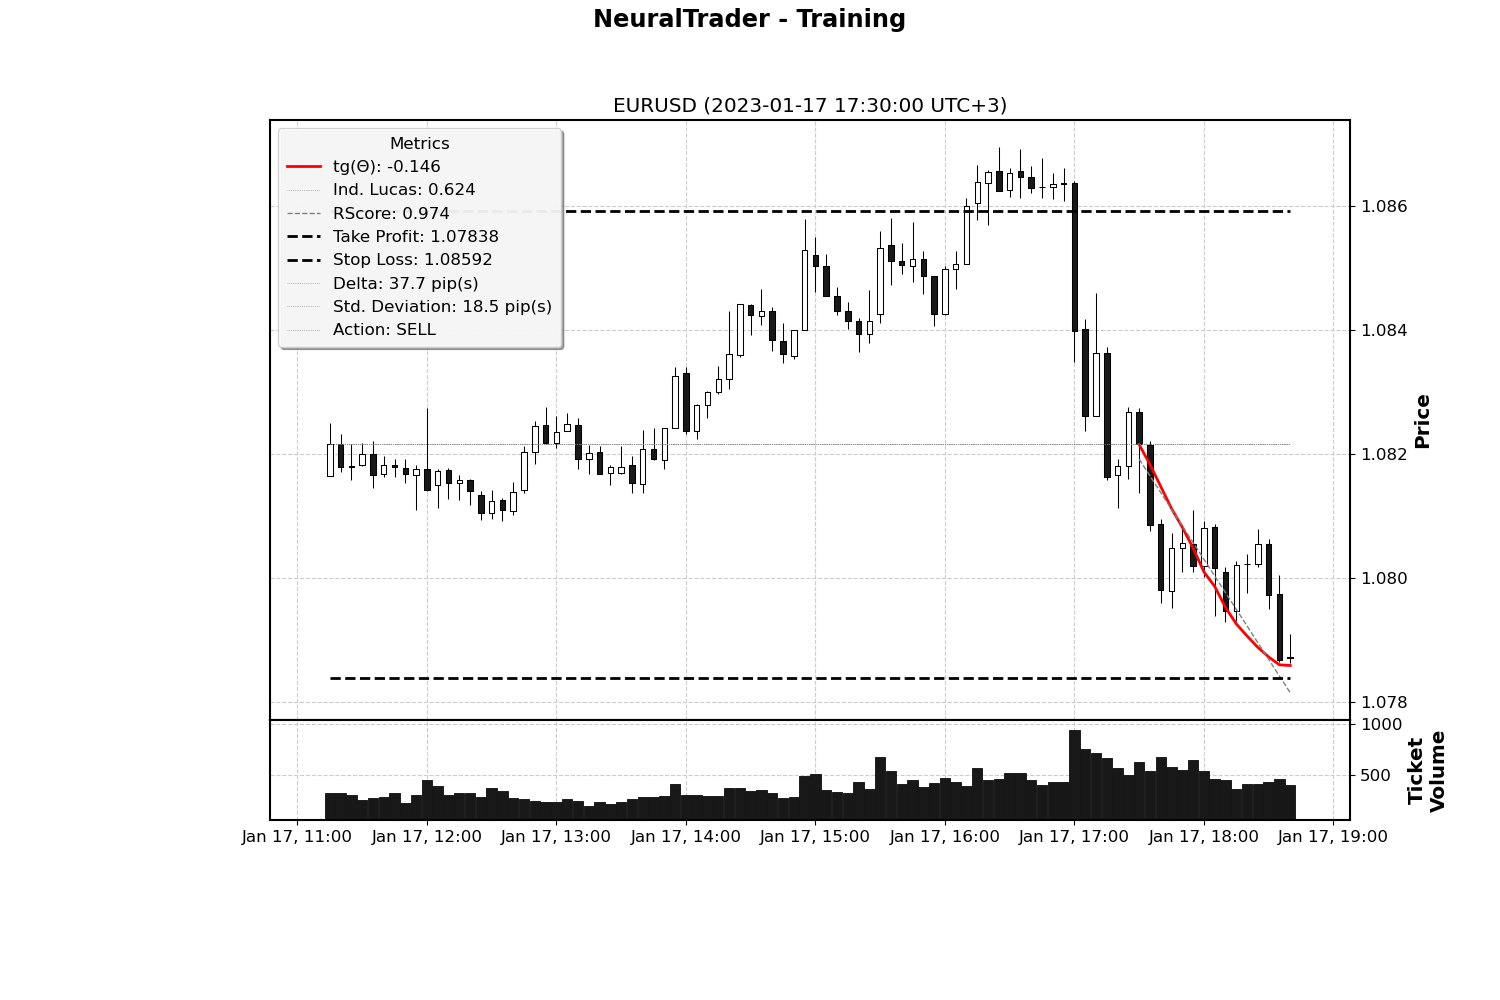 NeuralTrader - Training
EURUSD (2023-01-17 17:30:00 UTC+3)
Metrics
tg(Θ): -0.146
Ind. Lucas: 0.624
RScore: 0.974
Take Profit: 1.07838
Stop Loss: 1.08592
Delta: 37.7 pip(s)
Std. Deviation: 18.5 pip(s)
Action: SELL
1.086
1.084
1.082
1.080
1.078
Price
1000
500
Ticket
Volume
Jan 17, 11:00 Jan 17, 12:00 Jan 17, 13:00 Jan 17, 14:00 Jan 17, 15:00 Jan 17, 16:00 Jan 17, 17:00 Jan 17, 18:00 Jan 17, 19:00